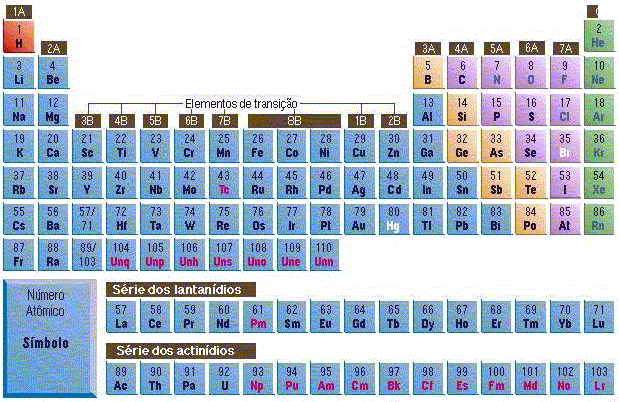 1A 0
1 2
H 2A 3A 4A 5A 6A 7A He
3 4 5 6 7 8 9 10
Li Be B C N O F Ne
11 12 Elementos de transição 13 14 15 16 17 18
Na Mg 3B 4B 5B 6B 7B 8B 1B 2B Al Si P S Cl Ar
19 20 21 22 23 24 25 26 27 28 29 30 31 32 33 34 35 36
K Ca Sc Ti V Cr Mn Fe Co Ni Cu Zn Ga Ge As Se Br Kr
37 38 39 40 41 42 43 44 45 46 47 48 49 50 51 52 53 54
Rb Sr Y Zr Nb Mo Tc Ru Rh Pd Ag Cd In Sn Sb Te I Xe
55 56 57/ 72 73 74 75 76 77 78 79 80 81 82 83 84 85 86
Cs Ba 71 Hf Ta W Re Os Ir Pt Au Hg Tl Pb Bi Po At Rn
87 88 89/ 104 105 106 107 108 109 110
Fr Ra 103 Unq Unp Unh Uns Uno Une Unn
Número
Atômico
Símbolo
Série dos lantanídios
57 58 59 60 61 62 63 64 65 66 67 68 69 70 71
La Ce Pr Nd Pm Sm Eu Gd Tb Dy Ho Er Tm Yb Lu
Série dos actinídios
89 90 91 92 93 94 95 96 97 98 99 100 101 102 103
Ac Th Pa U Np Pu Am Cm Bk Cf Es Fm Md No Lr